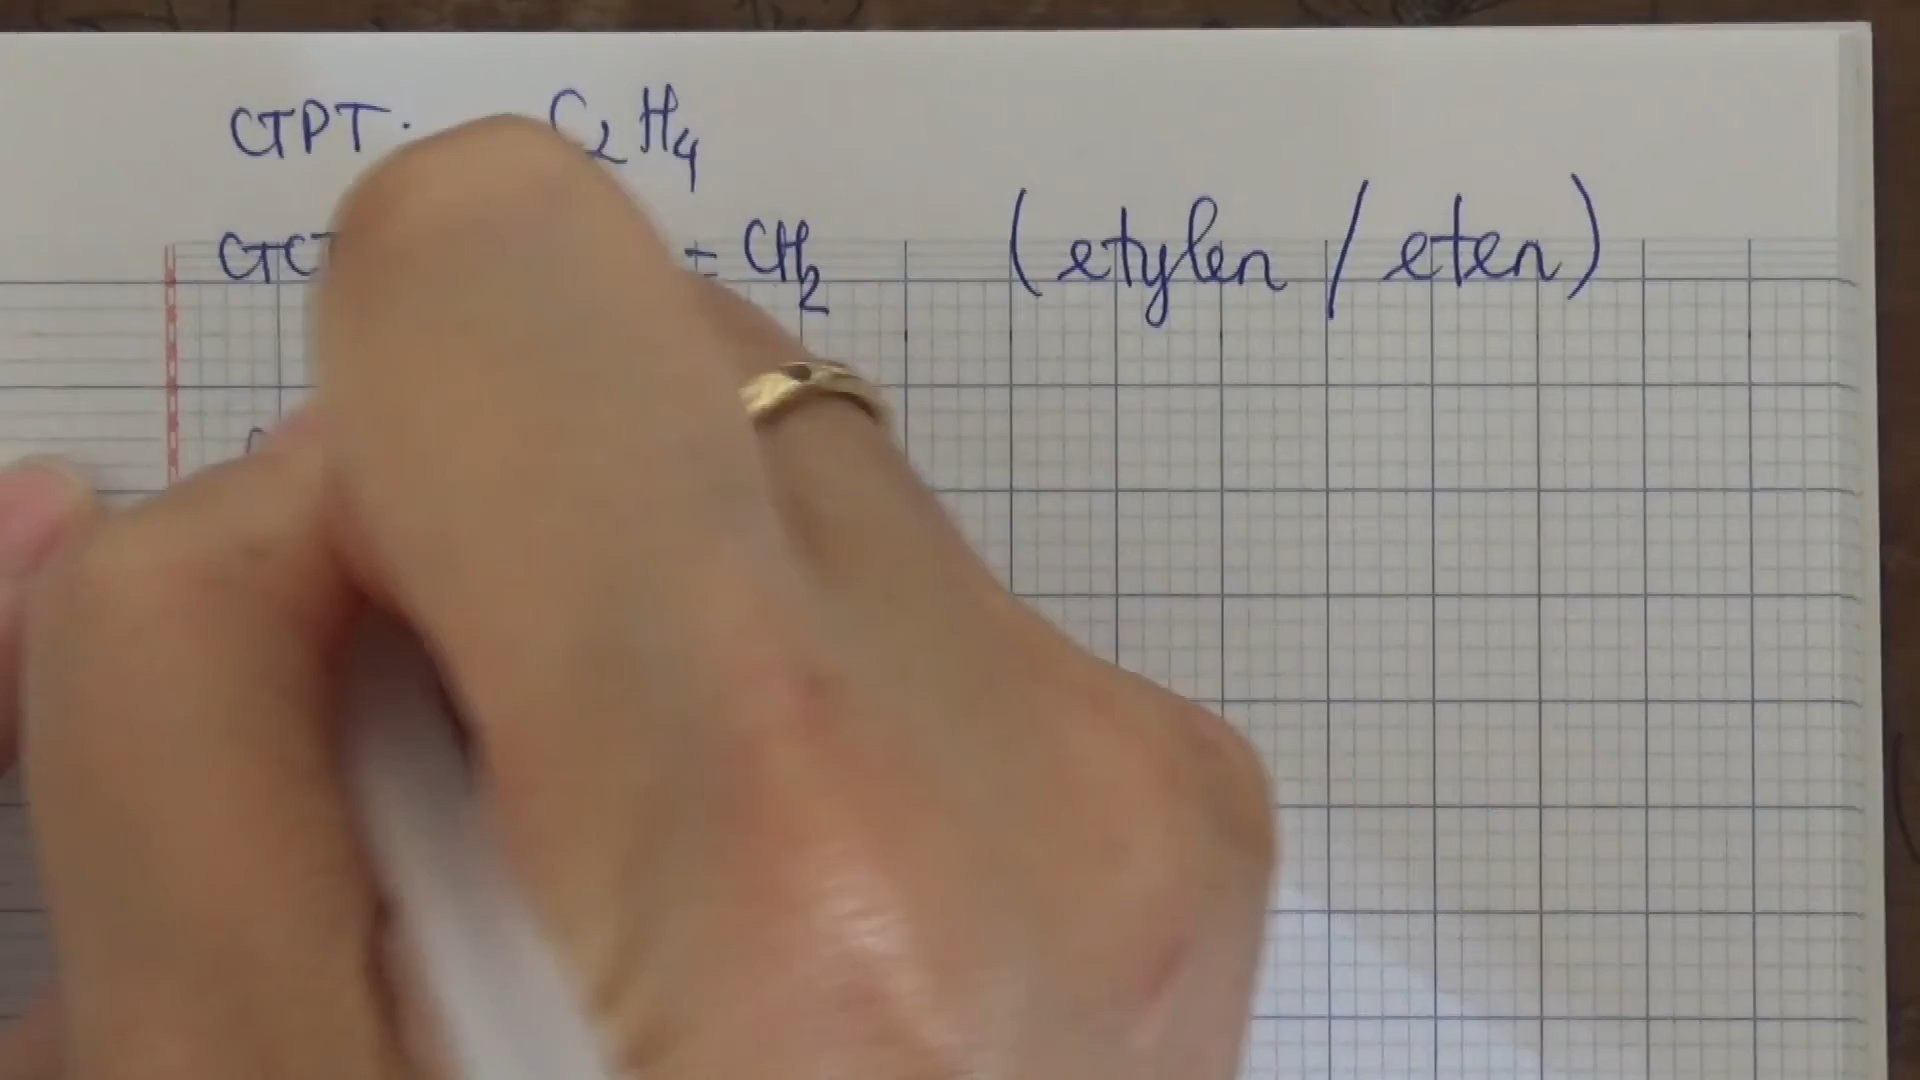 CTPT: C₂H₄
CTC = CH₂ (etylen / eten)